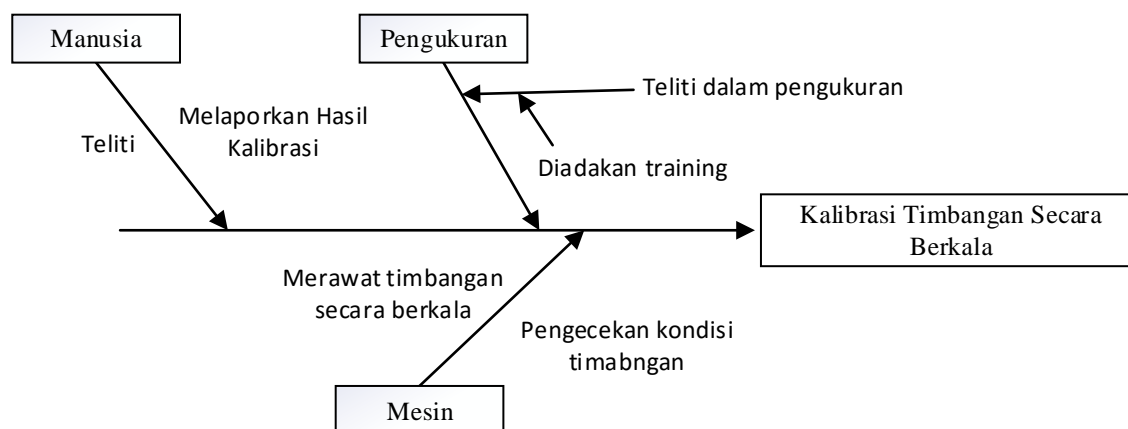 Manusia
Pengukuran
Teliti dalam pengukuran
Melaporkan Hasil
Kalibrasi
Teliti
Diadakan training
Kalibrasi Timbangan Secara
Berkala
Merawat timbangan
secara berkala
Pengecekan kondisi
timabngan
Mesin